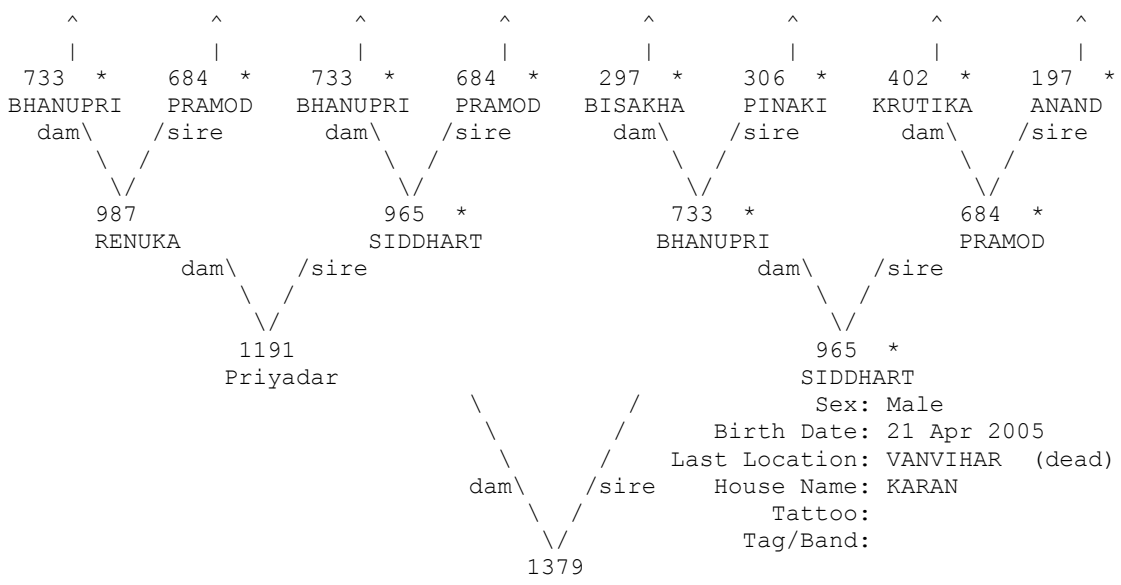 ^ ^ ^ ^ ^ ^ ^ ^
| | | | | | | |
733 * 684 * 733 * 684 * 297 * 306 * 402 * 197 *
BHANUPRI PRAMOD BHANUPRI PRAMOD BISAKHA PINAKI KRUTIKA ANAND
dam\ /sire dam\ /sire dam\ /sire dam\ /sire
\ / \ / \ / \ /
\/ \/ \/ \/
987 965 * 733 * 684 *
RENUKA SIDDHART BHANUPRI PRAMOD
dam\ /sire dam\ /sire
\ / \ /
\/ \/
1191 965 *
Priyadar SIDDHART
\ / Sex: Male
\ / Birth Date: 21 Apr 2005
\ / Last Location: VANVIHAR (dead)
dam\ /sire House Name: KARAN
\ / Tattoo:
\/ Tag/Band:
1379